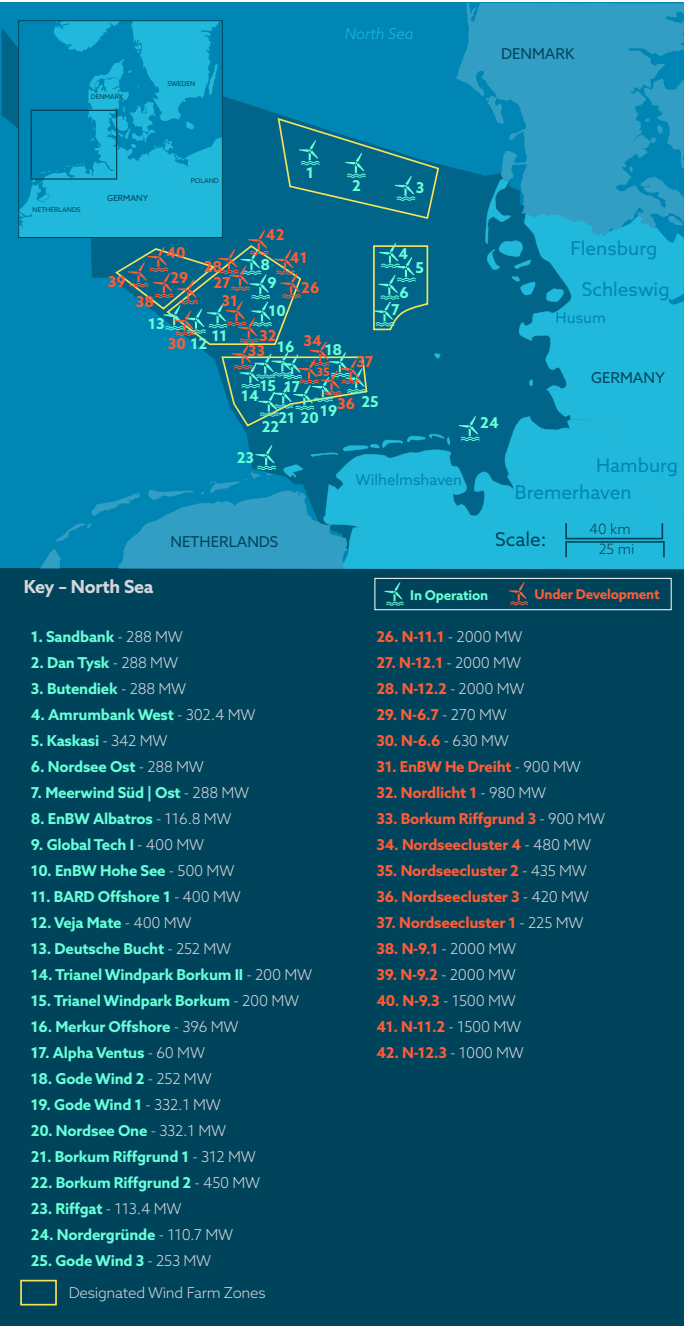 North Sea
DENMARK
SWEDEN
DENMARK
POLAND
GERMANY
NETHERLANDS
1
2
3
42
40
28
8
41
4
5
39
29
27
9
26
6
38
31
10
7
13
11
30
12
32
33
34
16
18
37
35
15
17
14
36
25
19
20
21
22
24
23
Flensburg
Schleswig
Husum
GERMANY
Hamburg
Wilhelmshaven
Bremerhaven
NETHERLANDS
Scale:
40 km
25 mi
Key – North Sea
In Operation
Under Development
1. Sandbank - 288 MW
2. Dan Tysk - 288 MW
3. Butendiek - 288 MW
4. Amrumbank West - 302.4 MW
5. Kaskasi - 342 MW
6. Nordsee Ost - 288 MW
7. Meerwind Süd | Ost - 288 MW
8. EnBW Albatros - 116.8 MW
9. Global Tech I - 400 MW
10. EnBW Hohe See - 500 MW
11. BARD Offshore 1 - 400 MW
12. Veja Mate - 400 MW
13. Deutsche Bucht - 252 MW
14. Trianel Windpark Borkum II - 200 MW
15. Trianel Windpark Borkum - 200 MW
16. Merkur Offshore - 396 MW
17. Alpha Ventus - 60 MW
18. Gode Wind 2 - 252 MW
19. Gode Wind 1 - 332.1 MW
20. Nordsee One - 332.1 MW
21. Borkum Riffgrund 1 - 312 MW
22. Borkum Riffgrund 2 - 450 MW
23. Riffgat - 113.4 MW
24. Nordergründe - 110.7 MW
25. Gode Wind 3 - 253 MW
26. N-11.1 - 2000 MW
27. N-12.1 - 2000 MW
28. N-12.2 - 2000 MW
29. N-6.7 - 270 MW
30. N-6.6 - 630 MW
31. EnBW He Dreiht - 900 MW
32. Nordlicht 1 - 980 MW
33. Borkum Riffgrund 3 - 900 MW
34. Nordseecluster 4 - 480 MW
35. Nordseecluster 2 - 435 MW
36. Nordseecluster 3 - 420 MW
37. Nordseecluster 1 - 225 MW
38. N-9.1 - 2000 MW
39. N-9.2 - 2000 MW
40. N-9.3 - 1500 MW
41. N-11.2 - 1500 MW
42. N-12.3 - 1000 MW
Designated Wind Farm Zones